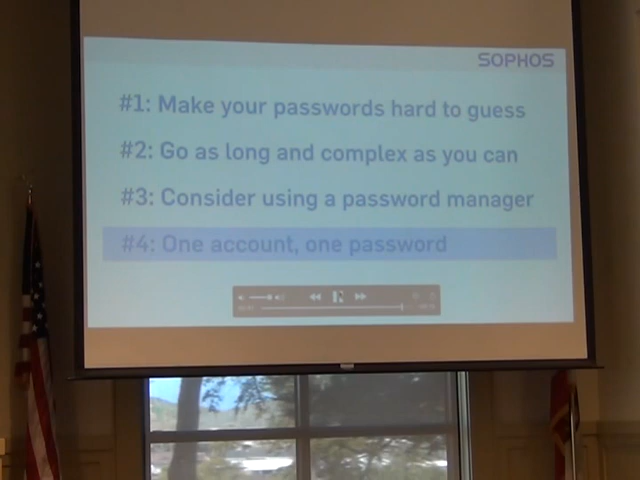 SOPHOS
#1: Make your passwords hard to guess
#2: Go as long and complex as you can
#3: Consider using a password manager
#4: One account, one password